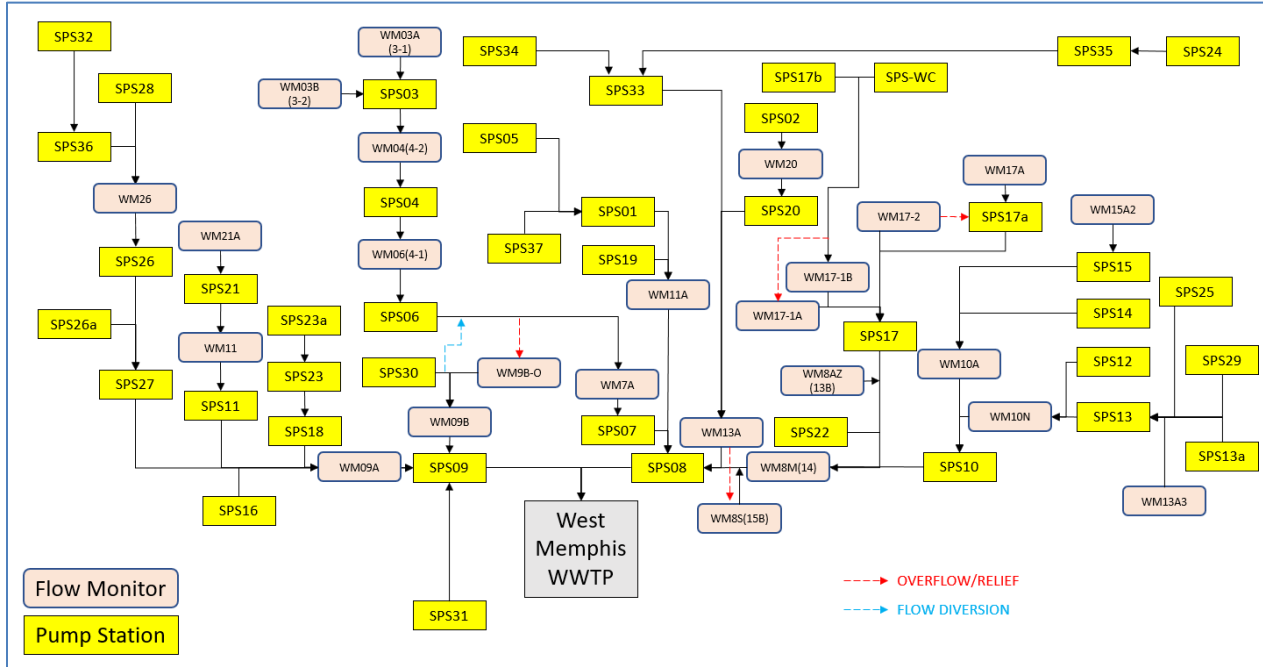 SPS32
WM03A
(3-1)
SPS34
SPS35
SPS24
SPS28
WM03B
(3-2)
SPS03
SPS33
SPS17b
SPS-WC
SPS02
SPS36
SPS05
WM04(4-2)
WM20
WM17A
WM26
SPS04
SPS01
SPS20
WM17-2
SPS17a
WM15A2
WM21A
SPS37
SPS26
WM06(4-1)
SPS19
SPS15
SPS21
WM11A
WM17-1B
SPS25
SPS26a
SPS23a
SPS06
WM17-1A
SPS14
SPS17
WM11
SPS12
SPS29
SPS27
SPS23
SPS30
WM9B-O
WM7A
WM8AZ
(13B)
WM10A
SPS11
WM10N
SPS13
SPS18
WM09B
SPS07
WM13A
SPS22
SPS13a
WM09A
SPS09
SPS08
WM8M(14)
SPS10
SPS16
WM8S(15B)
WM13A3
West
Memphis
WWTP
Flow Monitor
OVERFLOW/RELIEF
FLOW DIVERSION
SPS31
Pump Station